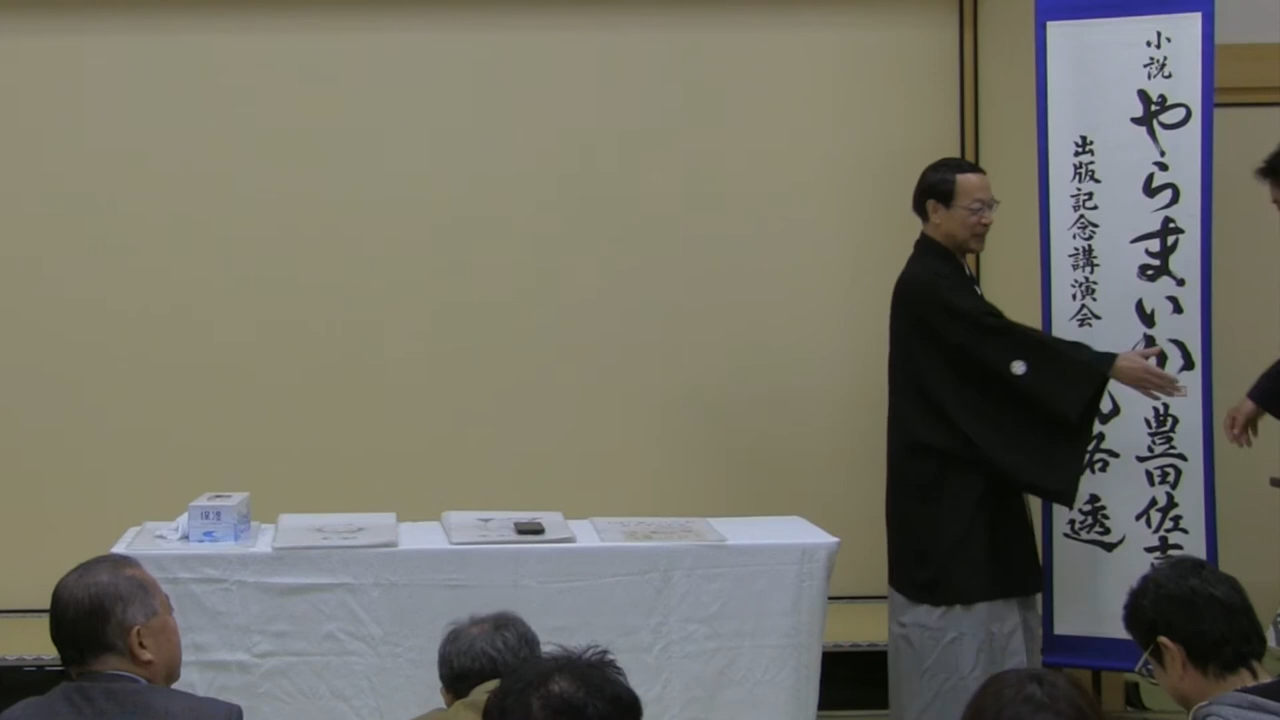 小説
やらまいか 豊田佐吉
出版記念講演会
透
保湿